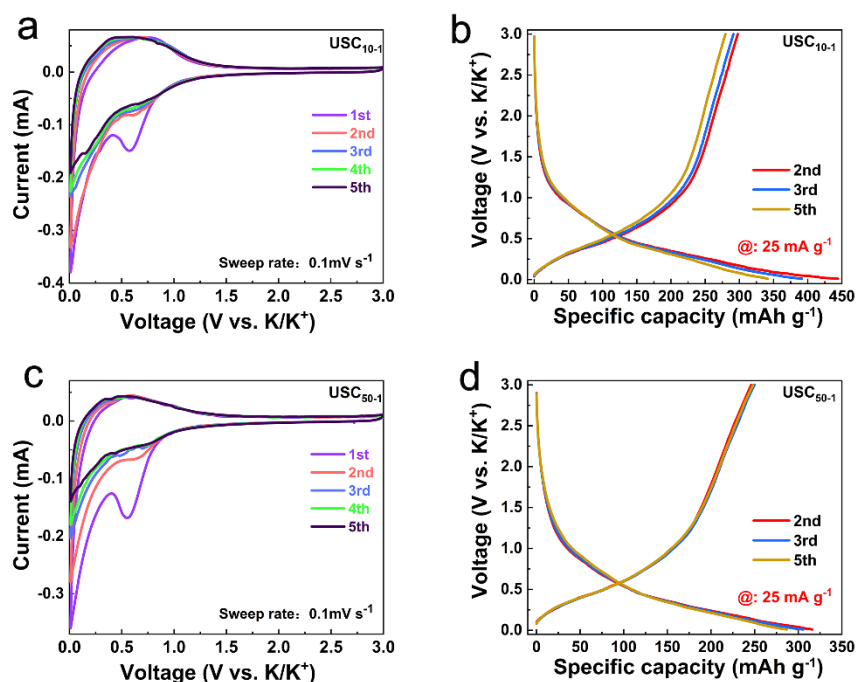 a
USC10-1
0.0
-0.1
-0.2
-0.3
-0.4
Current (mA)
1st
2nd
3rd
4th
5th
Sweep rate: 0.1mV s-1
0.0 0.5 1.0 1.5 2.0 2.5 3.0
Voltage (V vs. K/K+)
b
USC10-1
3.0
2.5
2.0
1.5
1.0
0.5
0.0
Voltage (V vs. K/K+)
2nd
3rd
5th
@: 25 mA g-1
0 50 100 150 200 250 300 350 400 450
Specific capacity (mAh g-1)
c
USC50-1
0.0
-0.1
-0.2
-0.3
Current (mA)
1st
2nd
3rd
4th
5th
Sweep rate: 0.1mV s-1
0.0 0.5 1.0 1.5 2.0 2.5 3.0
Voltage (V vs. K/K+)
d
USC50-1
3.0
2.5
2.0
1.5
1.0
0.5
0.0
Voltage (V vs. K/K+)
2nd
3rd
5th
@: 25 mA g-1
0 50 100 150 200 250 300 350
Specific capacity (mAh g-1)